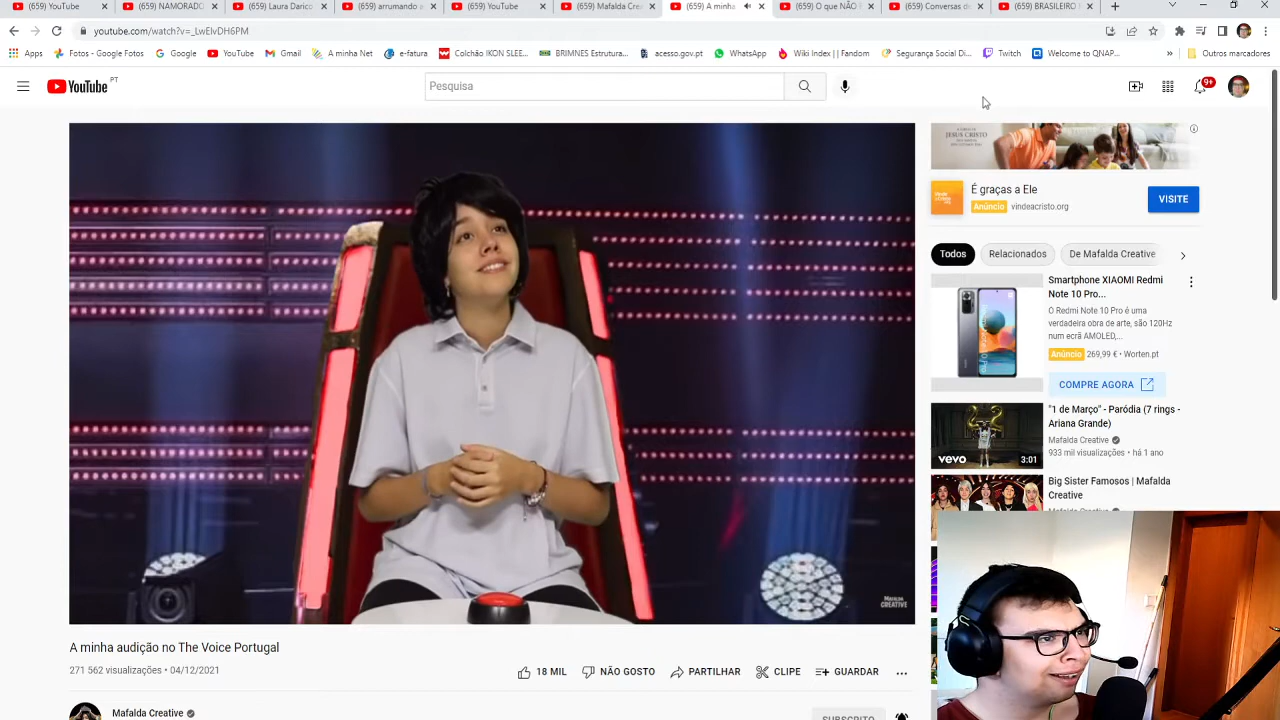 (659) YouTube
(659) NAMORADO
(659) Laura Darico
(659) arrumando e
(659) YouTube
(659) Mafalda Cre
(659) A minha
(659) O que NÃO
(659) Conversas de
(659) BRASILEIRO
youtube.com/watch?v=_LwElvDH6PM
Apps
Fotos - Google Fotos
Google
YouTube
Gmail
A minha Net
e-fatura
Colchão IKON SLEE...
BRIMNES Estrutura...
acesso.gov.pt
WhatsApp
Wiki Index | | Fandom
Segurança Social Di...
Twitch
Welcome to QNAP...
»
Outros marcadores
YouTube PT
Pesquisa
9+
A CURA DE
JESUS CRISTO
É graças a Ele
Anúncio vindeacristo.org
VISITE
Todos
Relacionados
De Mafalda Creative
Smartphone XIAOMI Redmi
Note 10 Pro...
O Redmi Note 10 Pro é uma
verdadeira obra de arte, são 120Hz
num ecrã AMOLED,...
Anúncio 269,99 € • Worten.pt
COMPRE AGORA
"1 de Março" - Paródia (7 rings -
Ariana Grande)
Mafalda Creative
933 mil visualizações • há 1 ano
vevo
3:01
Big Sister Famosos | Mafalda
Creative
Mafalda Creative
MAFALDA
CREATIVE
A minha audição no The Voice Portugal
271 562 visualizações • 04/12/2021
18 MIL
NÃO GOSTO
PARTILHAR
CLIPE
GUARDAR
Mafalda Creative
SUBSCRITO